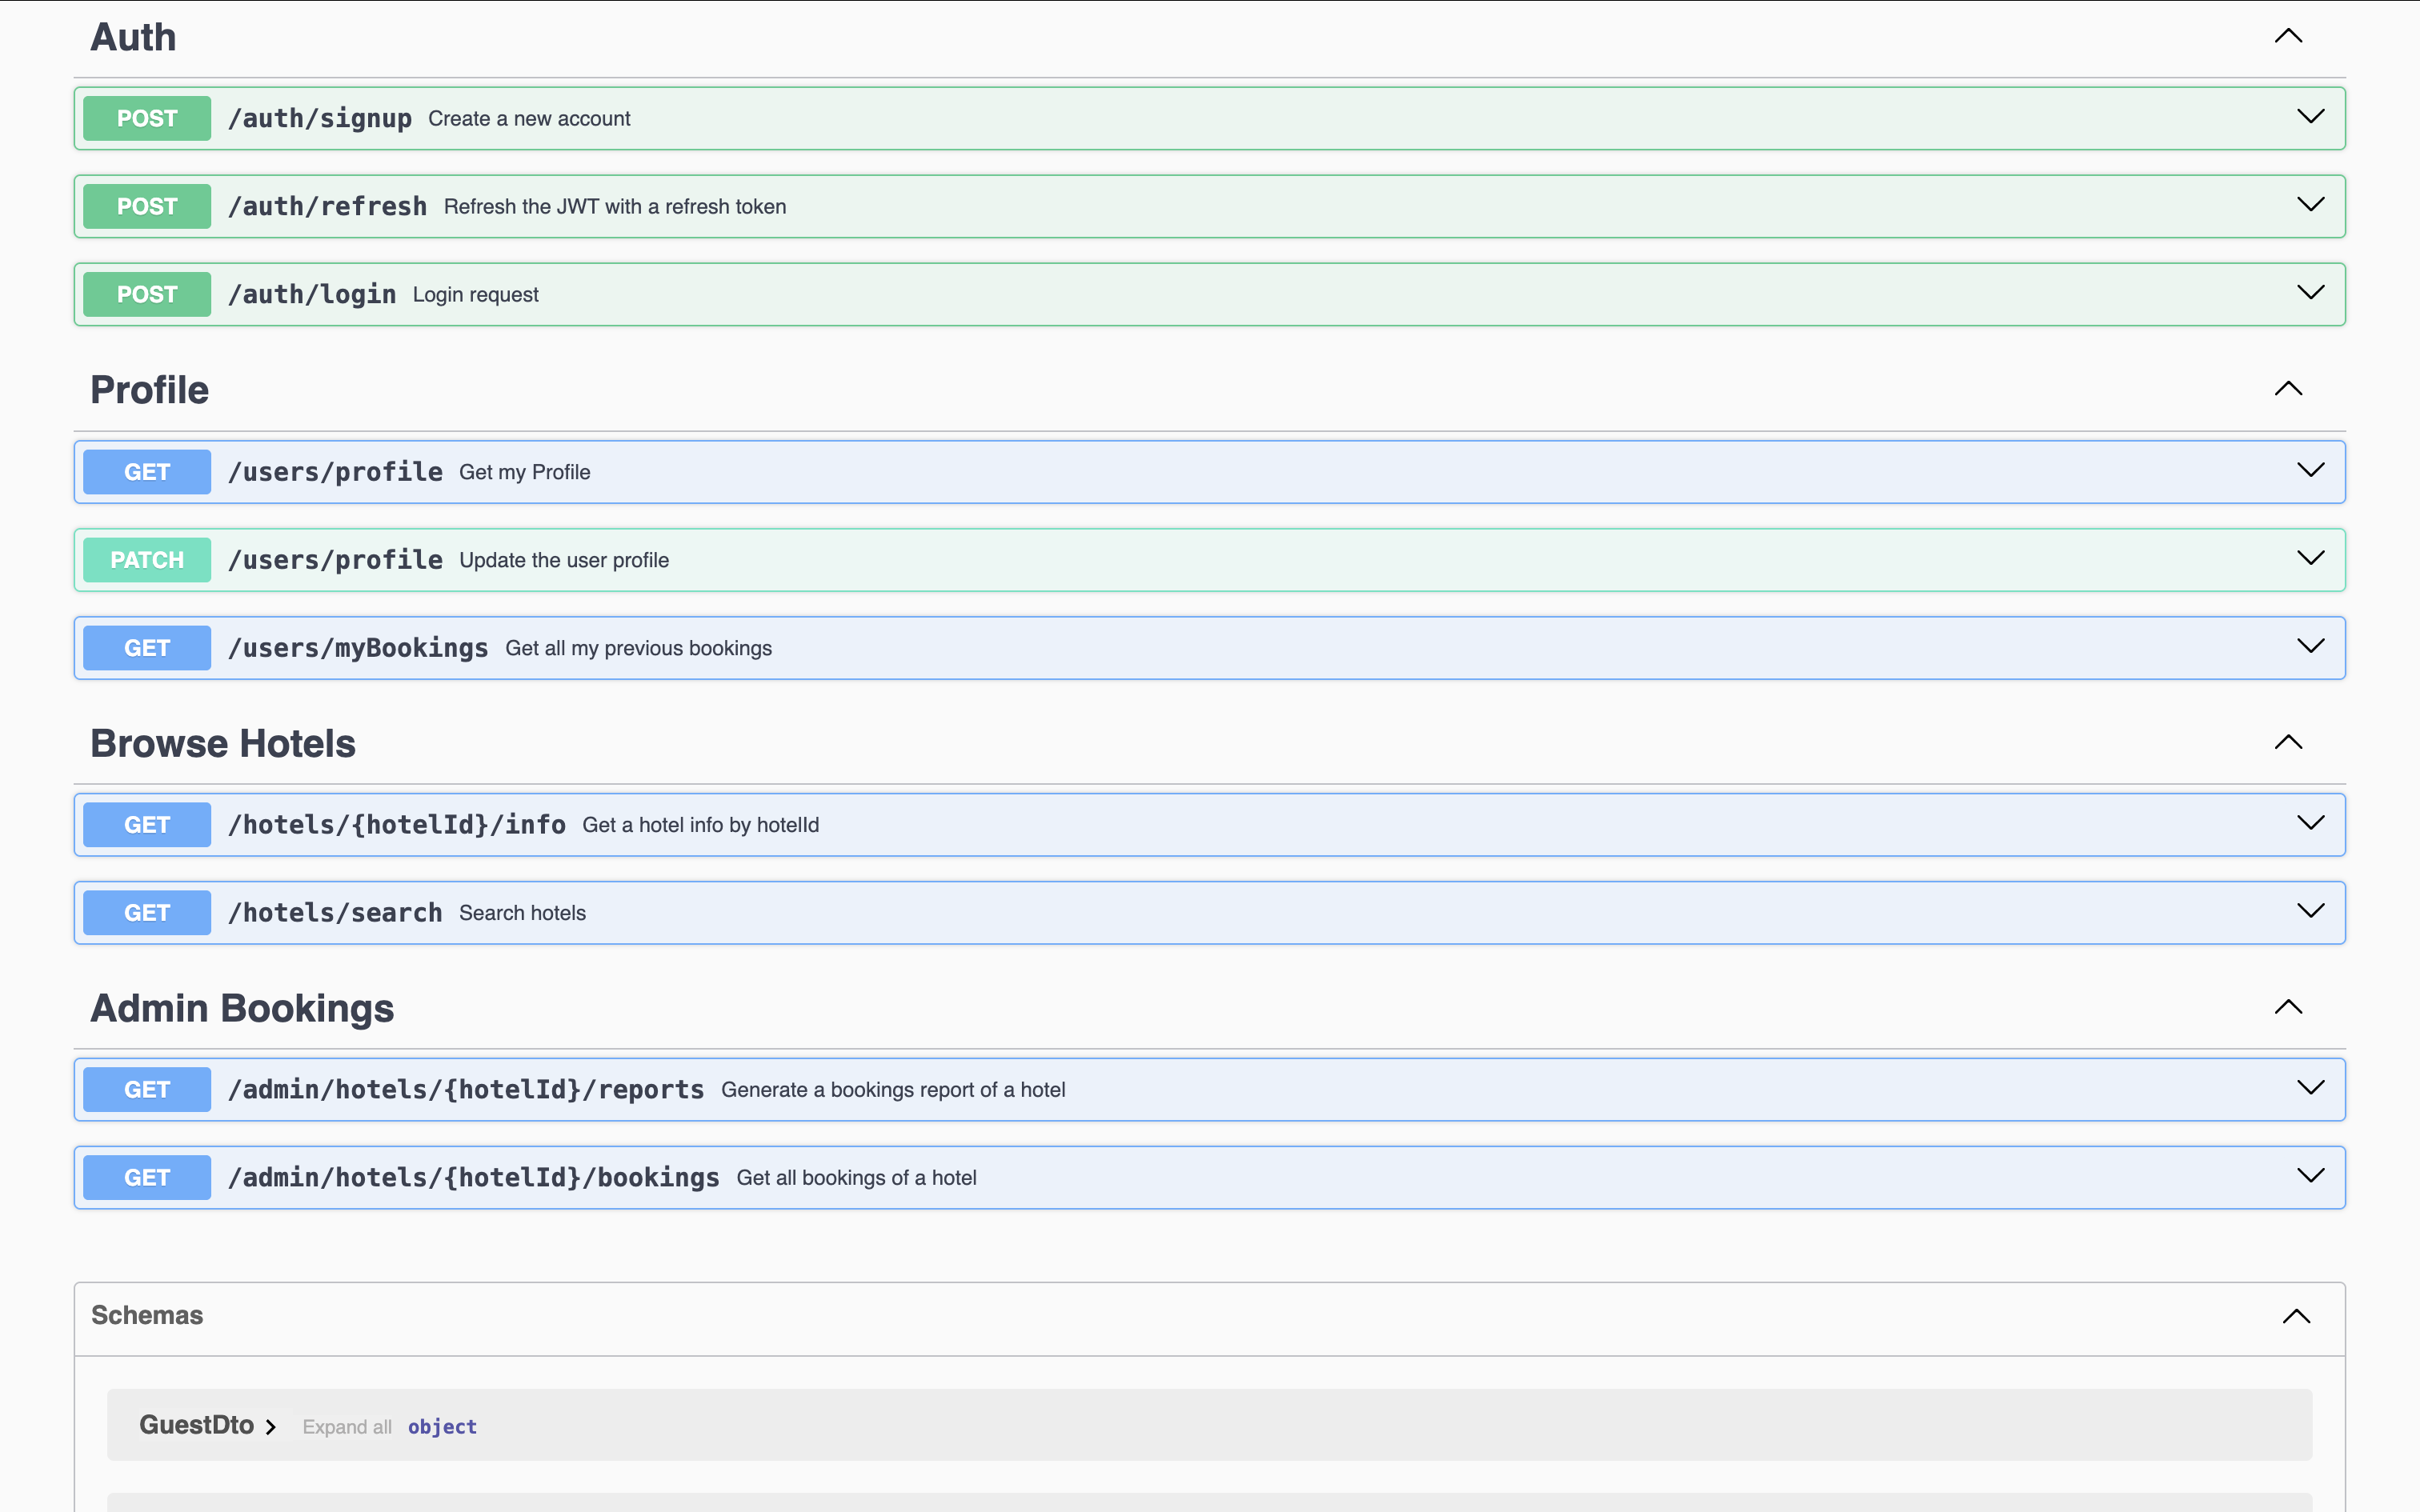 Auth
POST /auth/signup Create a new account
POST /auth/refresh Refresh the JWT with a refresh token
POST /auth/login Login request
Profile
GET /users/profile Get my Profile
PATCH /users/profile Update the user profile
GET /users/myBookings Get all my previous bookings
Browse Hotels
GET /hotels/{hotelId}/info Get a hotel info by hotelId
GET /hotels/search Search hotels
Admin Bookings
GET /admin/hotels/{hotelId}/reports Generate a bookings report of a hotel
GET /admin/hotels/{hotelId}/bookings Get all bookings of a hotel
Schemas
GuestDto Expand all object